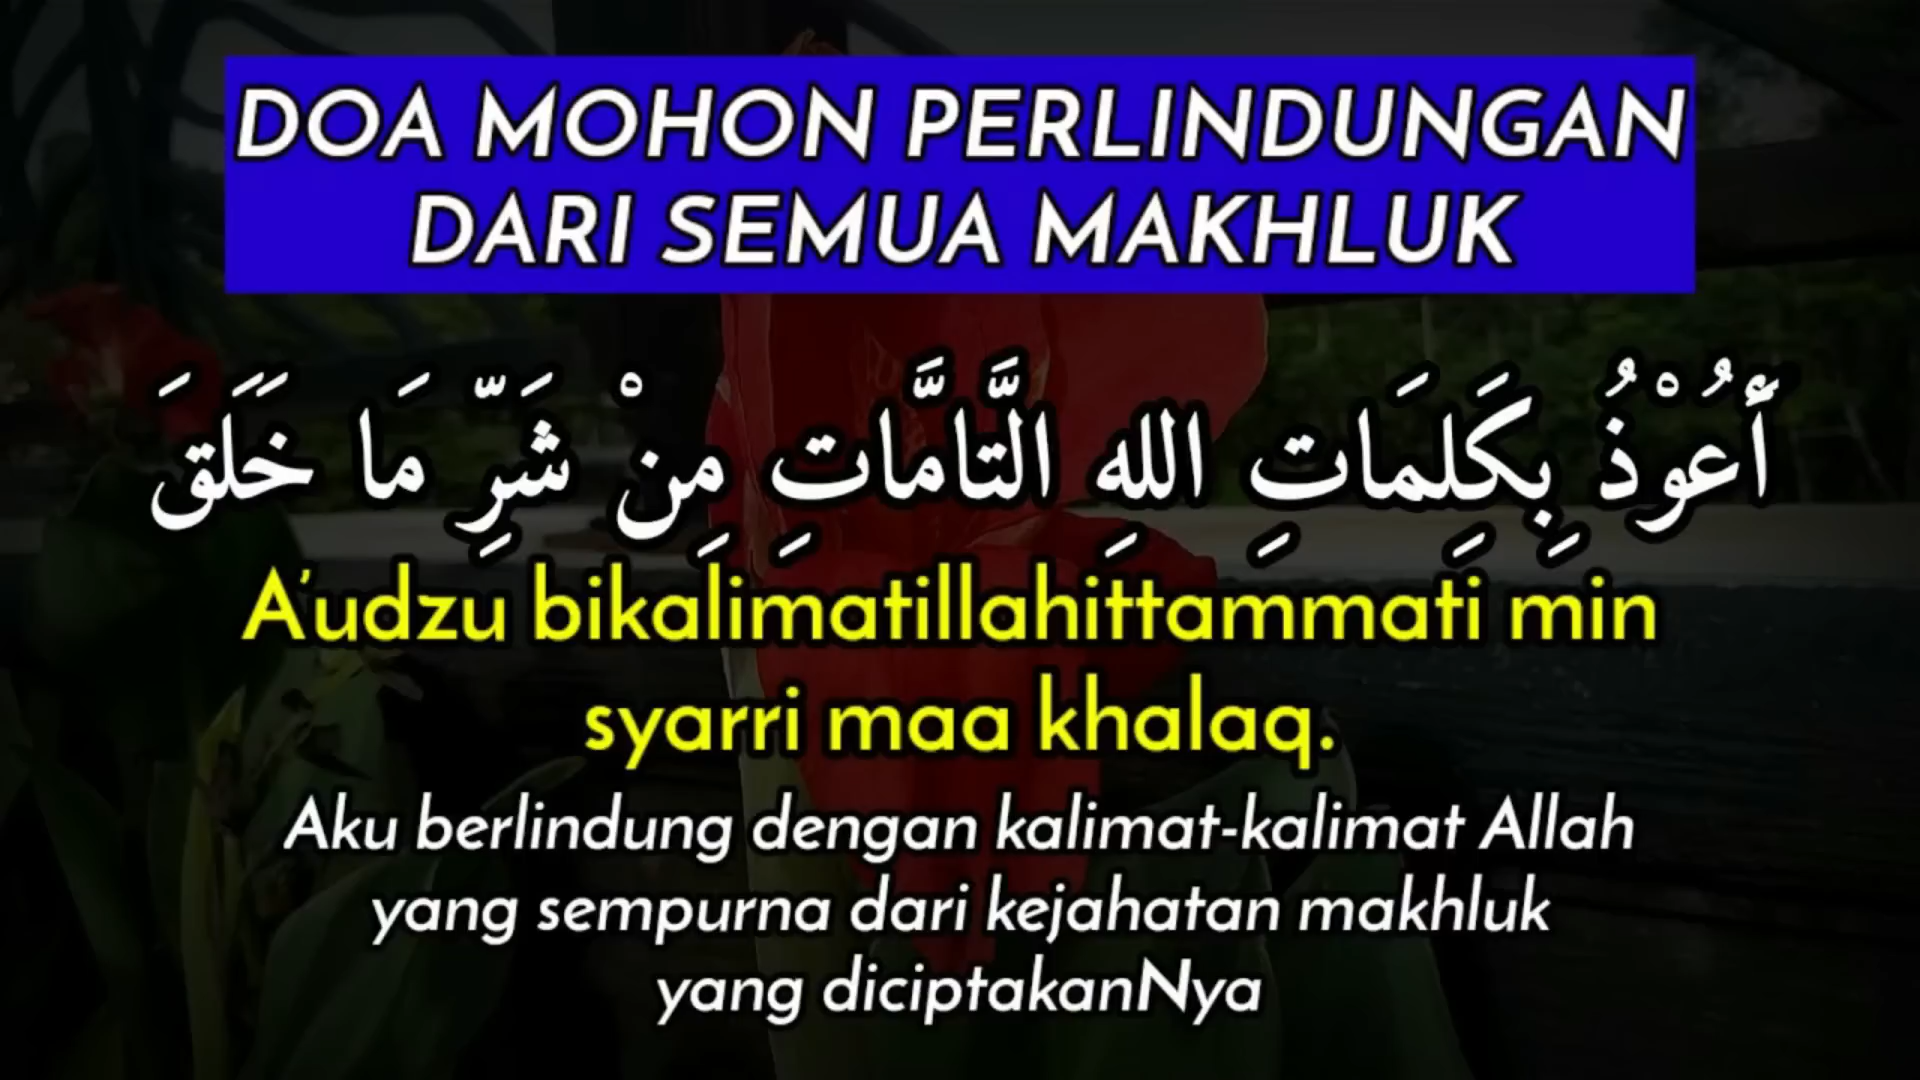 DOA MOHON PERLINDUNGAN
DARI SEMUA MAKHLUK
أَعُوْذُ بِكَلِمَاتِ اللهِ التَّامَّاتِ مِنْ شَرِّ مَا خَلَقَ
A'udzu bikalimatillahittammati min
syarri maa khalaq.
Aku berlindung dengan kalimat-kalimat Allah
yang sempurna dari kejahatan makhluk
yang diciptakanNya